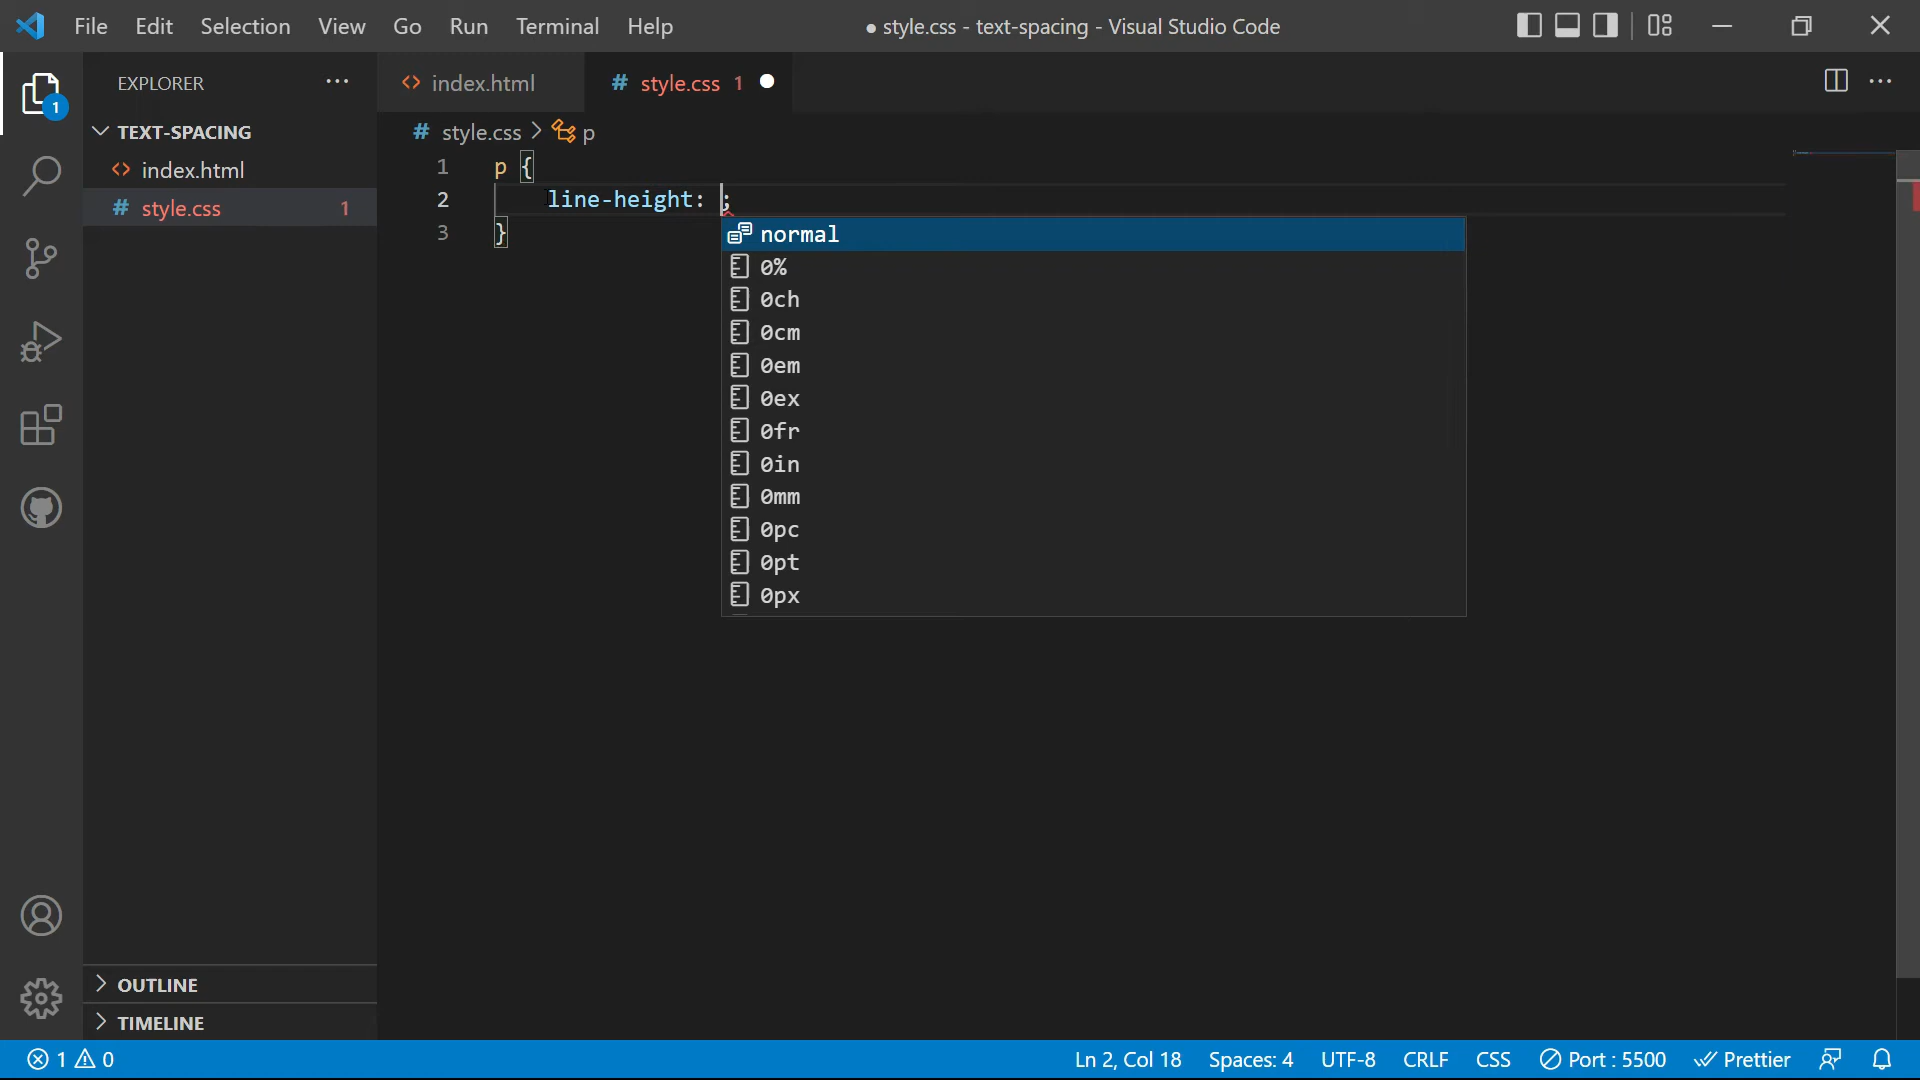 File Edit Selection View Go Run Terminal Help ● style.css - text-spacing - Visual Studio Code
EXPLORER ··· <> index.html # style.css 1 ●
1
TEXT-SPACING # style.css > p
<> index.html 1 p {
# style.css 1 2 line-height: ;
3 }
normal
0%
0ch
0cm
0em
0ex
0fr
0in
0mm
0pc
0pt
0px
OUTLINE
TIMELINE
1 0 Ln 2, Col 18 Spaces: 4 UTF-8 CRLF CSS Port : 5500 Prettier